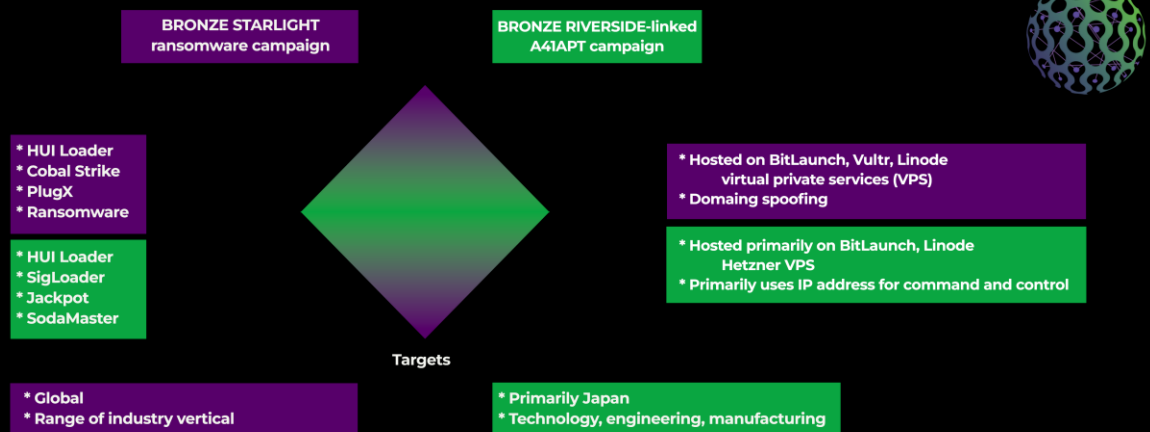 BRONZE STARLIGHT
ransomware campaign
BRONZE RIVERSIDE-linked
A41APT campaign
* HUI Loader
* Cobal Strike
* PlugX
* Ransomware
* HUI Loader
* SigLoader
* Jackpot
* SodaMaster
* Hosted on BitLaunch, Vultr, Linode
virtual private services (VPS)
* Domaing spoofing
* Hosted primarily on BitLaunch, Linode
Hetzner VPS
* Primarily uses IP address for command and control
Targets
* Global
* Range of industry vertical
* Primarily Japan
* Technology, engineering, manufacturing